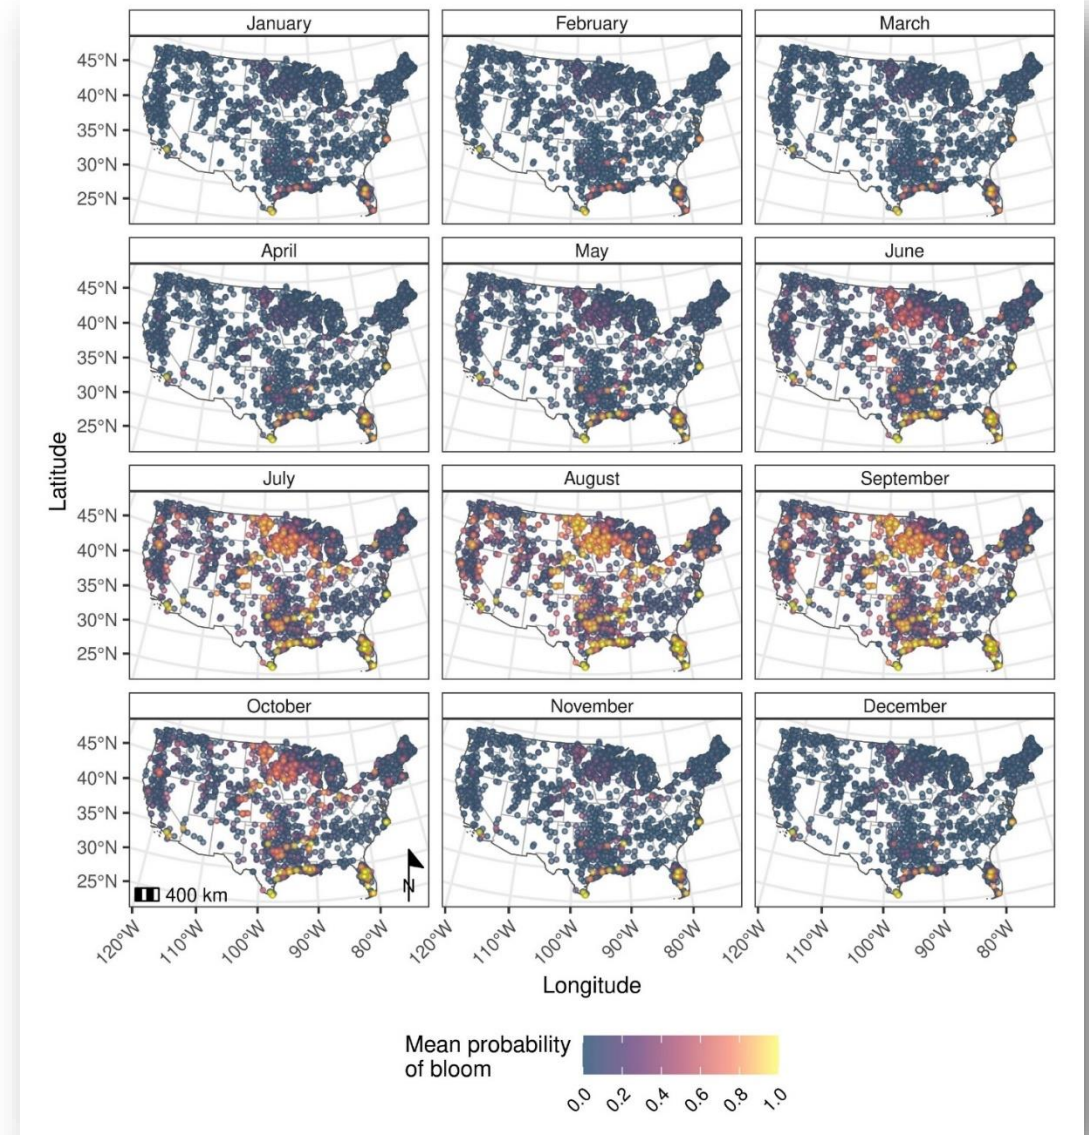 January
February
March
45°N
40°N
35°N
30°N
25°N
April
May
June
45°N
40°N
35°N
30°N
25°N
July
August
September
45°N
40°N
35°N
30°N
25°N
October
November
December
45°N
40°N
35°N
30°N
25°N
400 km
N
120°W
110°W
100°W
90°W
80°W
120°W
110°W
100°W
90°W
80°W
120°W
110°W
100°W
90°W
80°W
Latitude
Longitude
Mean probability
of bloom
0.0
0.2
0.4
0.6
0.8
1.0